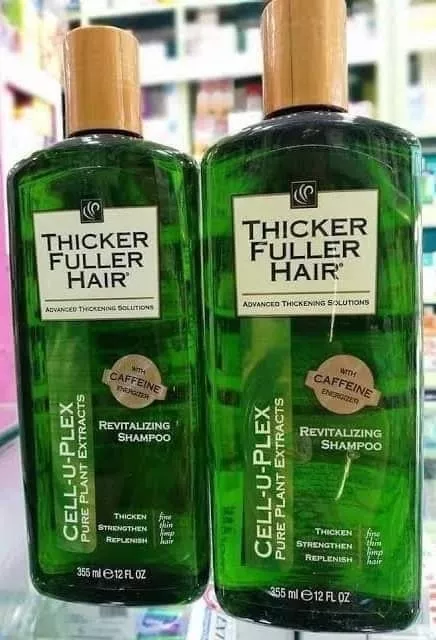 THICKER
FULLER
HAIR®
ADVANCED THICKENING SOLUTIONS
WITH
CAFFEINE
ENERGIZER
REVITALIZING
SHAMPOO
CELL-U-PLEX
PURE PLANT EXTRACTS
THICKEN
STRENGTHEN
REPLENISH
fine
thin
limp
hair
355 ml ℮ 12 FL OZ
THICKER
FULLER
HAIR®
ADVANCED THICKENING SOLUTIONS
WITH
CAFFEINE
ENERGIZER
REVITALIZING
SHAMPOO
CELL-U-PLEX
PURE PLANT EXTRACTS
THICKEN
STRENGTHEN
REPLENISH
fine
thin
limp
hair
355 ml ℮ 12 FL OZ